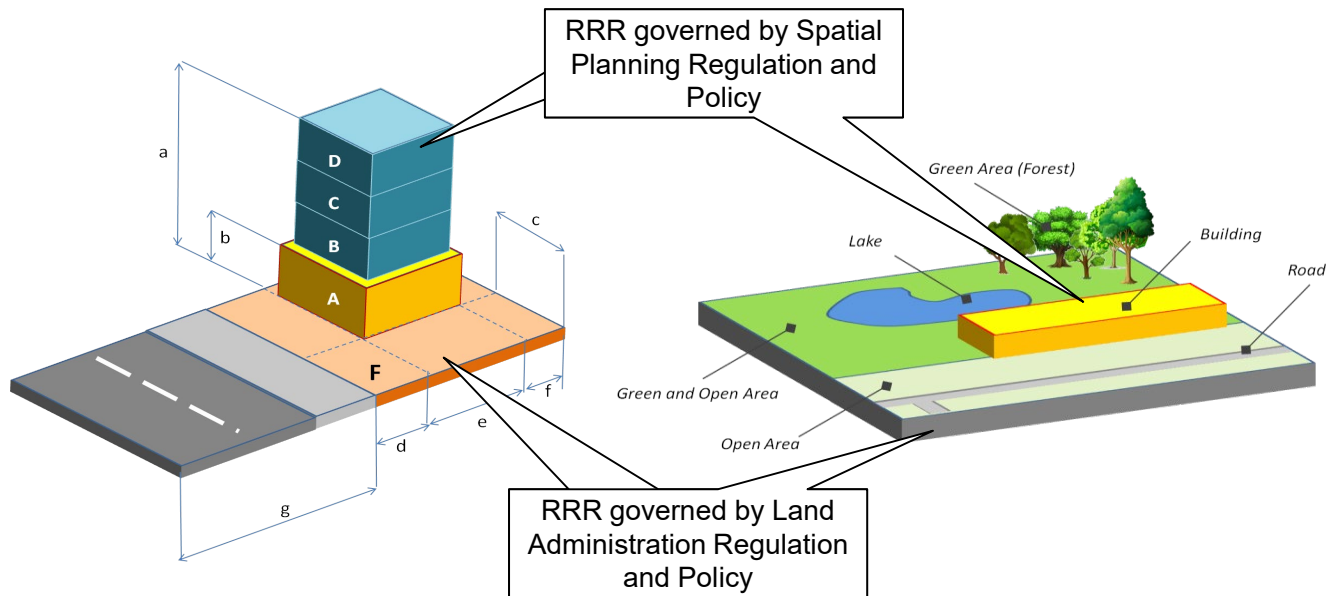 RRR governed by Spatial
Planning Regulation and
Policy
a
b
D
C
B
A
c
F
f
e
d
g
Green Area (Forest)
Lake
Building
Road
Green and Open Area
Open Area
RRR governed by Land
Administration Regulation
and Policy